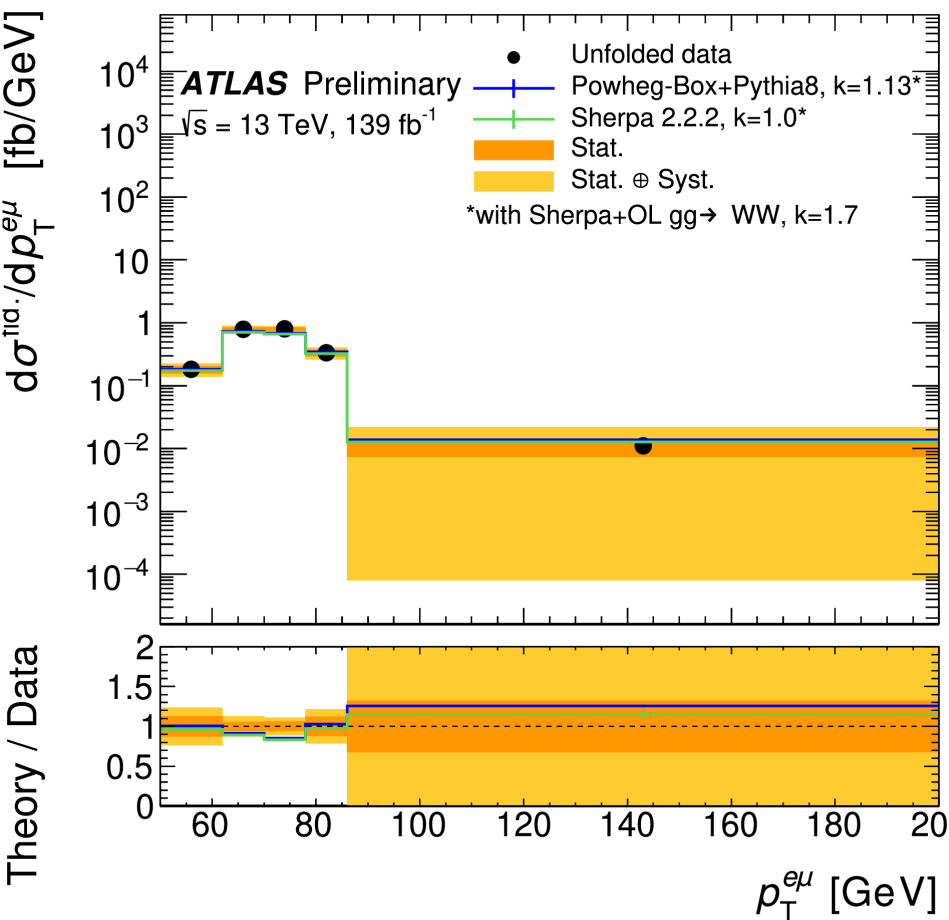 dσ^fid./dp_T^eμ [fb/GeV]
10^4
10^3
10^2
10
1
10^−1
10^−2
10^−3
10^−4
ATLAS Preliminary
√s = 13 TeV, 139 fb^-1
Unfolded data
Powheg-Box+Pythia8, k=1.13*
Sherpa 2.2.2, k=1.0*
Stat.
Stat. ⊕ Syst.
*with Sherpa+OL gg→ WW, k=1.7
Theory / Data
2
1.5
1
0.5
0
60 80 100 120 140 160 180 20
p_T^eμ [GeV]